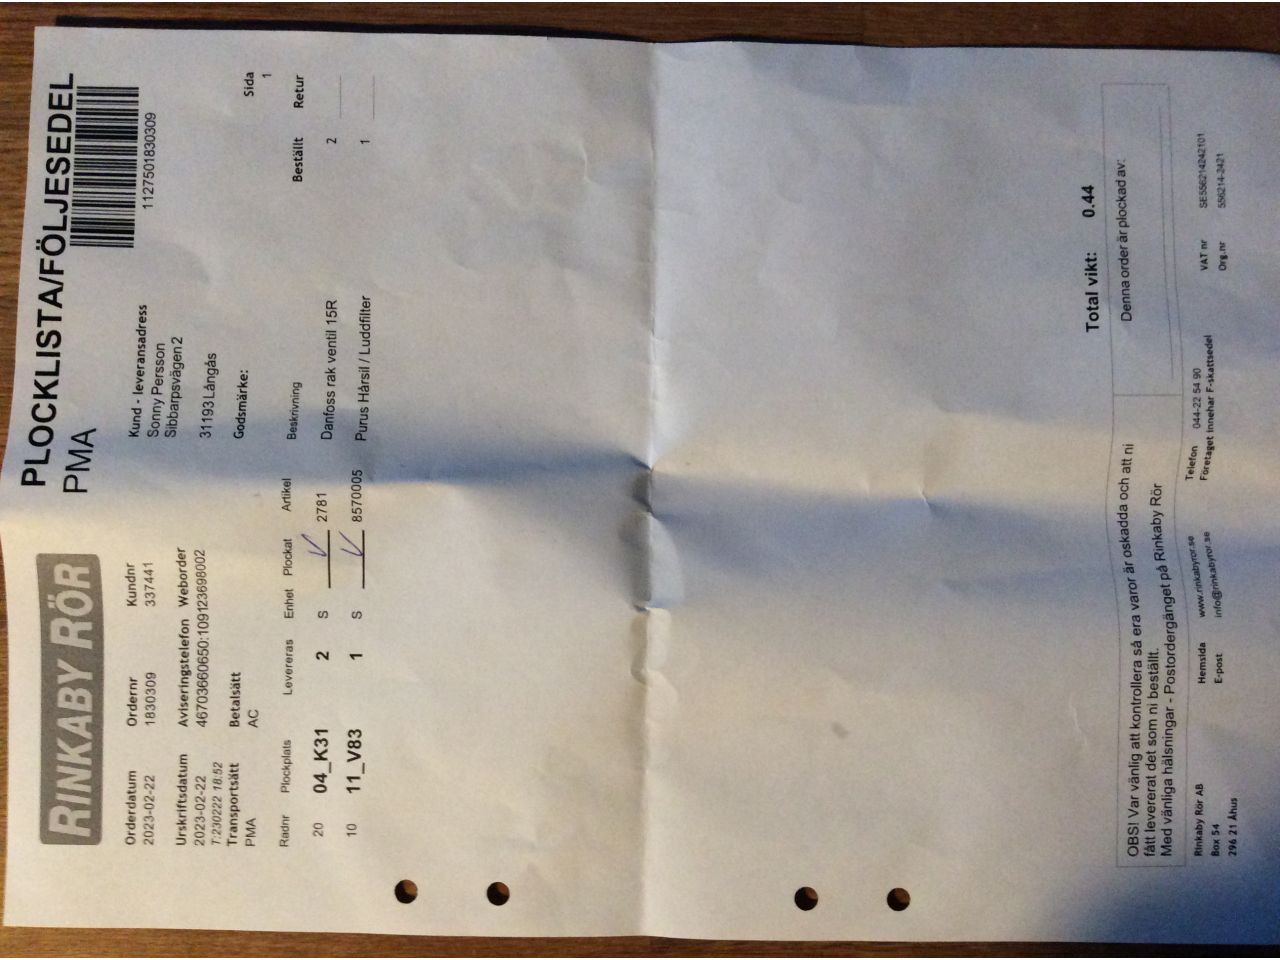 RINKABY RÖR
PLOCKLISTA/FÖLJESEDEL
PMA
1127501830309
Orderdatum Ordernr Kundnr
2023-02-22 1830309 337441
Kund - leveransadress
Sonny Persson
Sibbarpsvägen 2
31193 Långås
Urskriftsdatum Aviseringstelefon Weborder
2023-02-22 46703660650:109123698002
T:230222 18:52
Transportsätt Betalsätt
PMA AC
Godsmärke:
Sida
1
Radnr Plockplats Levereras Enhet Plockat Artikel Beskrivning Beställt Retur
20 04_K31 2 S 2781 Danfoss rak ventil 15R 2
10 11_V83 1 S 8570005 Purus Hårsil / Luddfilter 1
Total vikt: 0.44
OBS! Var vänlig att kontrollera så era varor är oskadda och att ni
fått levererat det som ni beställt.
Med vänliga hälsningar - Postordergänget på Rinkaby Rör
Denna order är plockad av:
Rinkaby Rör AB Hemsida www.rinkabyror.se Telefon 044-22 54 90 VAT nr SE556214242101
Box 54 E-post info@rinkabyror.se Företaget innehar F-skattsedel Org.nr 556214-2421
296 21 Åhus